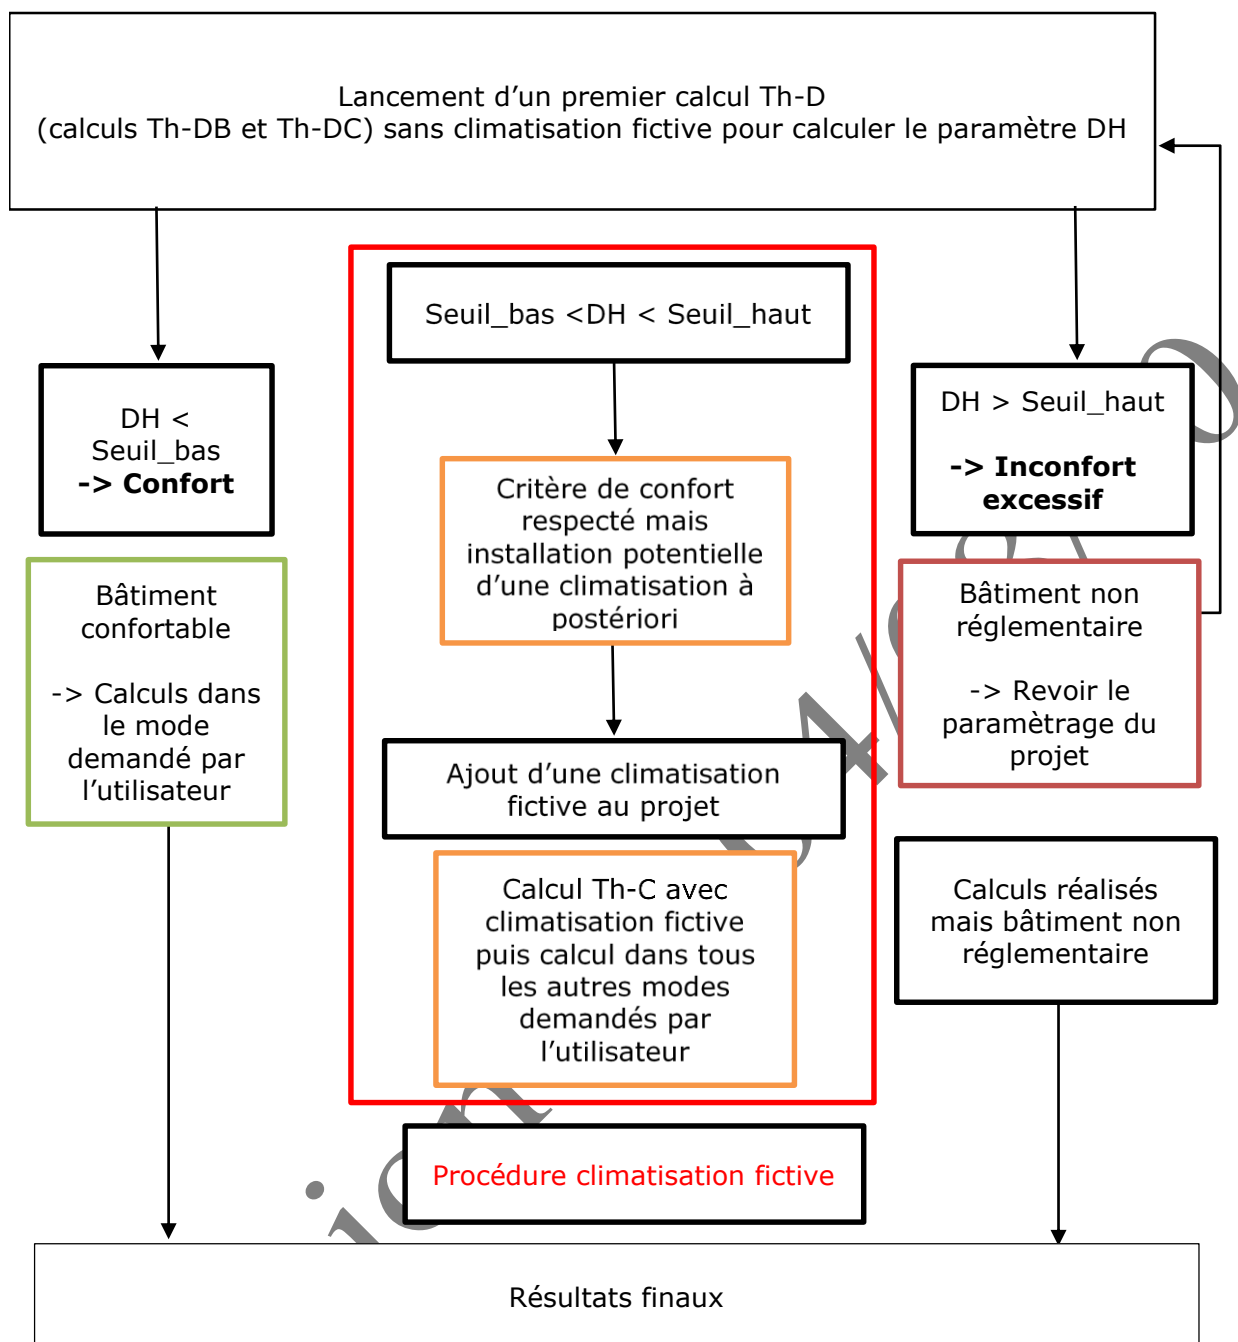 Lancement d’un premier calcul Th-D
(calculs Th-DB et Th-DC) sans climatisation fictive pour calculer le paramètre DH
DH <
Seuil_bas
-> Confort
Bâtiment
confortable
-> Calculs dans
le mode
demandé par
l’utilisateur
Seuil_bas <DH < Seuil_haut
Critère de confort
respecté mais
installation potentielle
d’une climatisation à
postériori
Ajout d’une climatisation
fictive au projet
Calcul Th-C avec
climatisation fictive
puis calcul dans tous
les autres modes
demandés par
l’utilisateur
Procédure climatisation fictive
DH > Seuil_haut
-> Inconfort
excessif
Bâtiment non
réglementaire
-> Revoir le
paramètrage du
projet
Calculs réalisés
mais bâtiment non
réglementaire
Résultats finaux